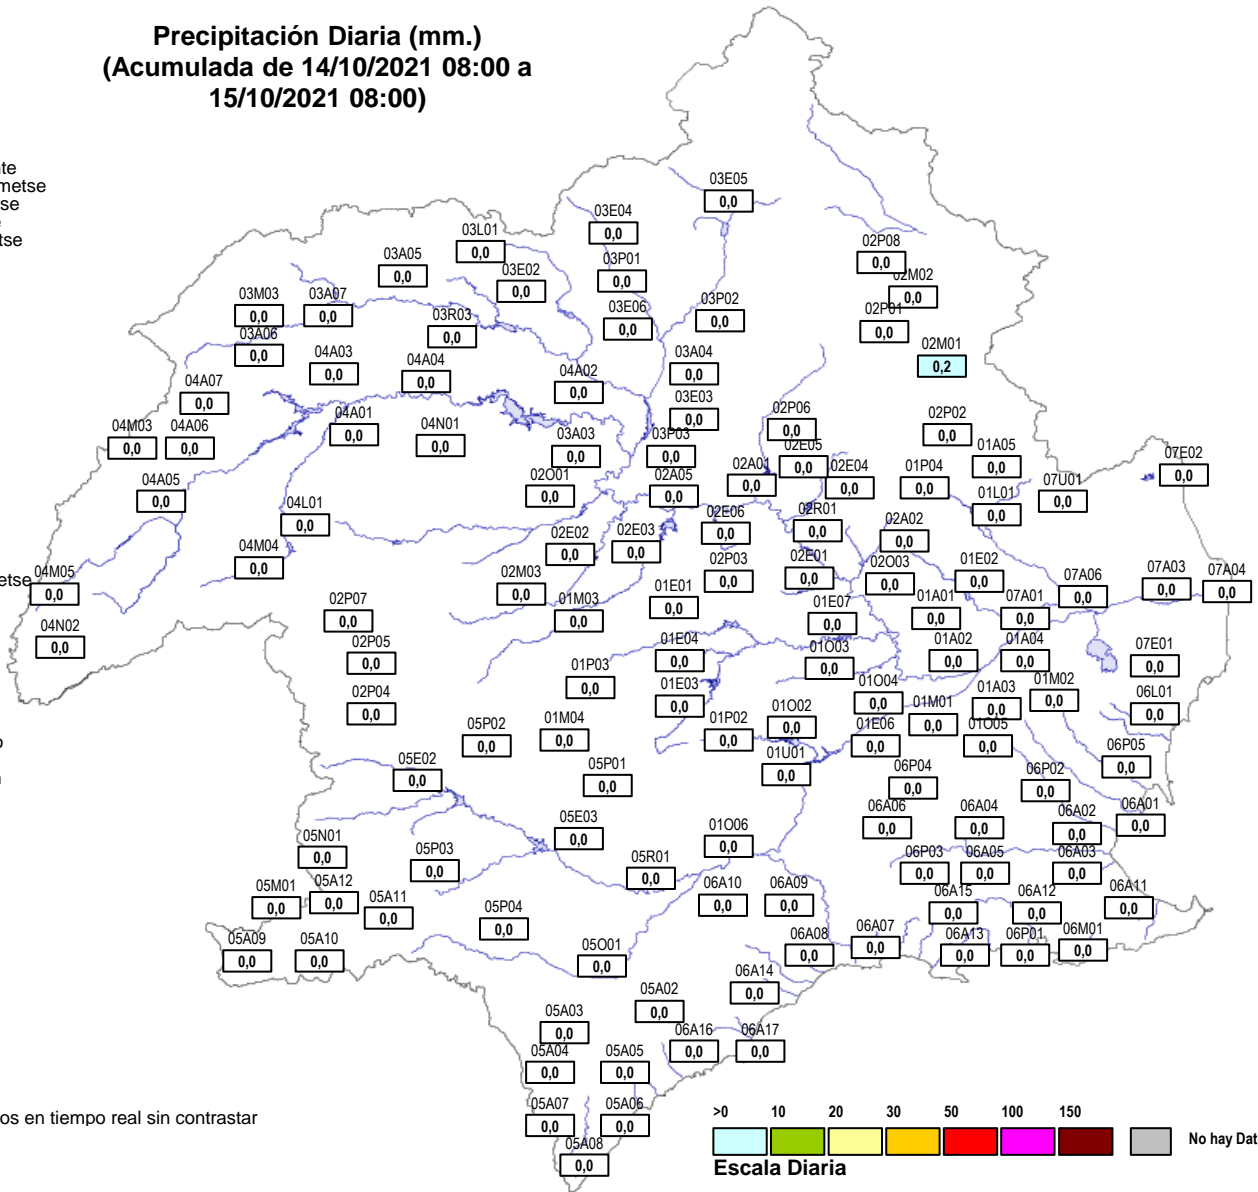 Precipitación Diaria (mm.)
(Acumulada de 14/10/2021 08:00 a
15/10/2021 08:00)
te
metse
se
tse
metse
os en tiempo real sin contrastar
03E05
0,0
03E04
0,0
03L01
0,0
03A05
0,0
03P01
0,0
03E02
0,0
02P08
0,0
02M02
0,0
03M03
0,0
03A07
0,0
03R03
0,0
03E06
0,0
03P02
0,0
02P01
0,0
03A06
0,0
04A03
0,0
04A04
0,0
04A02
0,0
03A04
0,0
02M01
0,2
04A07
0,0
03E03
0,0
04M03
0,0
04A06
0,0
04A01
0,0
04N01
0,0
03A03
0,0
03P03
0,0
02P06
0,0
02P02
0,0
02E05
0,0
01A05
0,0
07E02
0,0
04A05
0,0
02O01
0,0
02A05
0,0
02A01
0,0
02E04
0,0
01P04
0,0
07U01
0,0
01L01
0,0
04L01
0,0
02E06
0,0
02R01
0,0
02A02
0,0
04M04
0,0
02E02
0,0
02E03
0,0
04M05
0,0
02M03
0,0
02P03
0,0
02E01
0,0
02O03
0,0
01E02
0,0
07A06
0,0
07A03
0,0
07A04
0,0
02P07
0,0
01M03
0,0
01E01
0,0
01E07
0,0
01A01
0,0
07A01
0,0
04N02
0,0
02P05
0,0
01E04
0,0
01O03
0,0
01A02
0,0
01A04
0,0
07E01
0,0
01P03
0,0
01E03
0,0
01O04
0,0
01A03
0,0
01M02
0,0
06L01
0,0
02P04
0,0
05P02
0,0
01M04
0,0
01P02
0,0
01O02
0,0
01M01
0,0
01E06
0,0
01O05
0,0
05E02
0,0
05P01
0,0
01U01
0,0
06P04
0,0
06P02
0,0
06P05
0,0
05E03
0,0
01O06
0,0
06A06
0,0
06A04
0,0
06A02
0,0
06A01
0,0
05N01
0,0
05P03
0,0
05R01
0,0
06P03
0,0
06A05
0,0
06A03
0,0
05M01
0,0
05A12
0,0
05A11
0,0
06A10
0,0
06A09
0,0
06A15
0,0
06A12
0,0
06A11
0,0
05P04
0,0
05A09
0,0
05A10
0,0
05O01
0,0
06A08
0,0
06A07
0,0
06A13
0,0
06P01
0,0
06M01
0,0
06A14
0,0
05A02
0,0
05A03
0,0
06A16
0,0
06A17
0,0
05A04
0,0
05A05
0,0
05A07
0,0
05A06
0,0
05A08
0,0
>0 10 20 30 50 100 150
No hay Dat
Escala Diaria